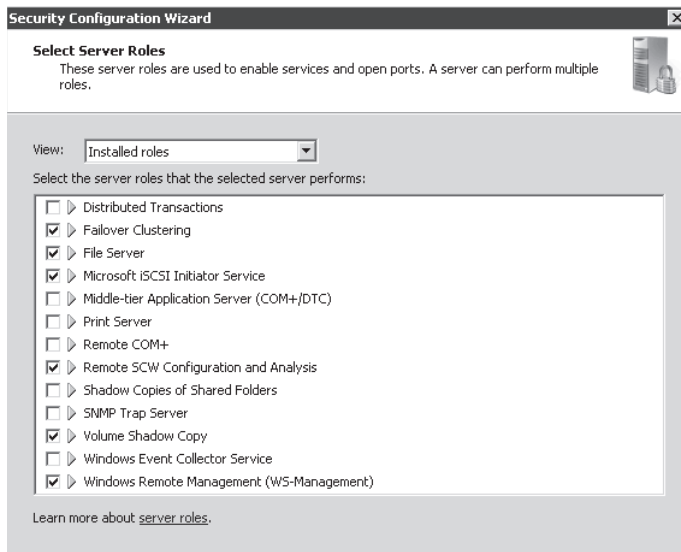 Security Configuration Wizard
Select Server Roles
These server roles are used to enable services and open ports. A server can perform multiple
roles.
View: Installed roles
Select the server roles that the selected server performs:
Distributed Transactions
Failover Clustering
File Server
Microsoft iSCSI Initiator Service
Middle-tier Application Server (COM+/DTC)
Print Server
Remote COM+
Remote SCW Configuration and Analysis
Shadow Copies of Shared Folders
SNMP Trap Server
Volume Shadow Copy
Windows Event Collector Service
Windows Remote Management (WS-Management)
Learn more about server roles.